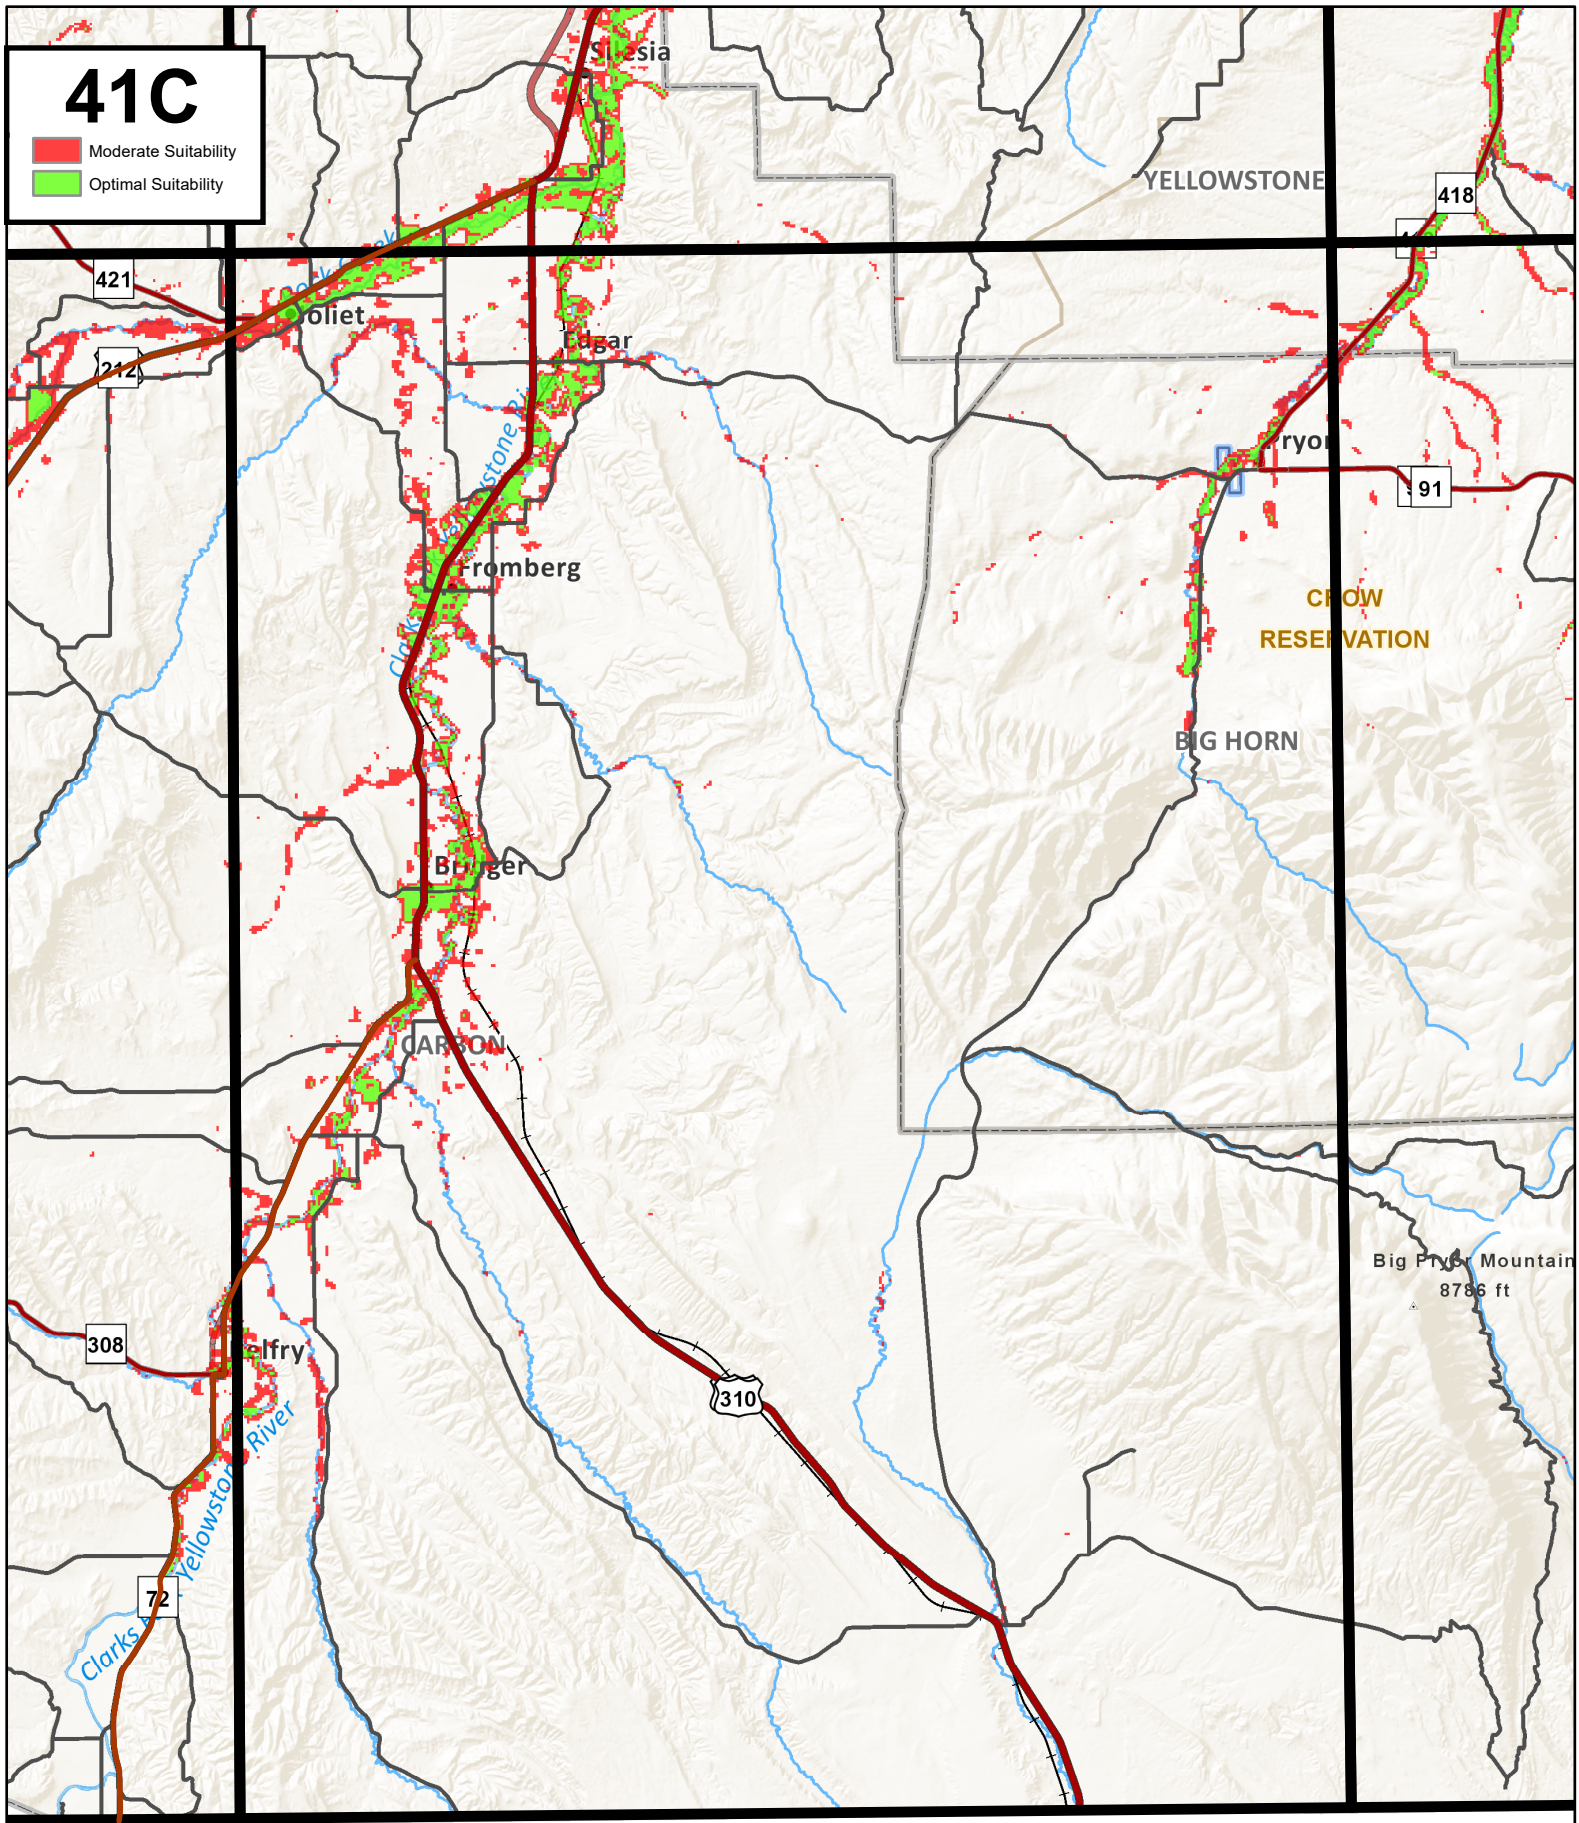 41C
Moderate Suitability
Optimal Suitability
Silesia
YELLOWSTONE
418
421
Joliet
Edgar
212
Pryor
91
Fromberg
CROW
RESERVATION
BIG HORN
Bridger
CARBON
Big Pryor Mountain
8786 ft
308
Belfry
310
River
Yellowstone
72
Clarks